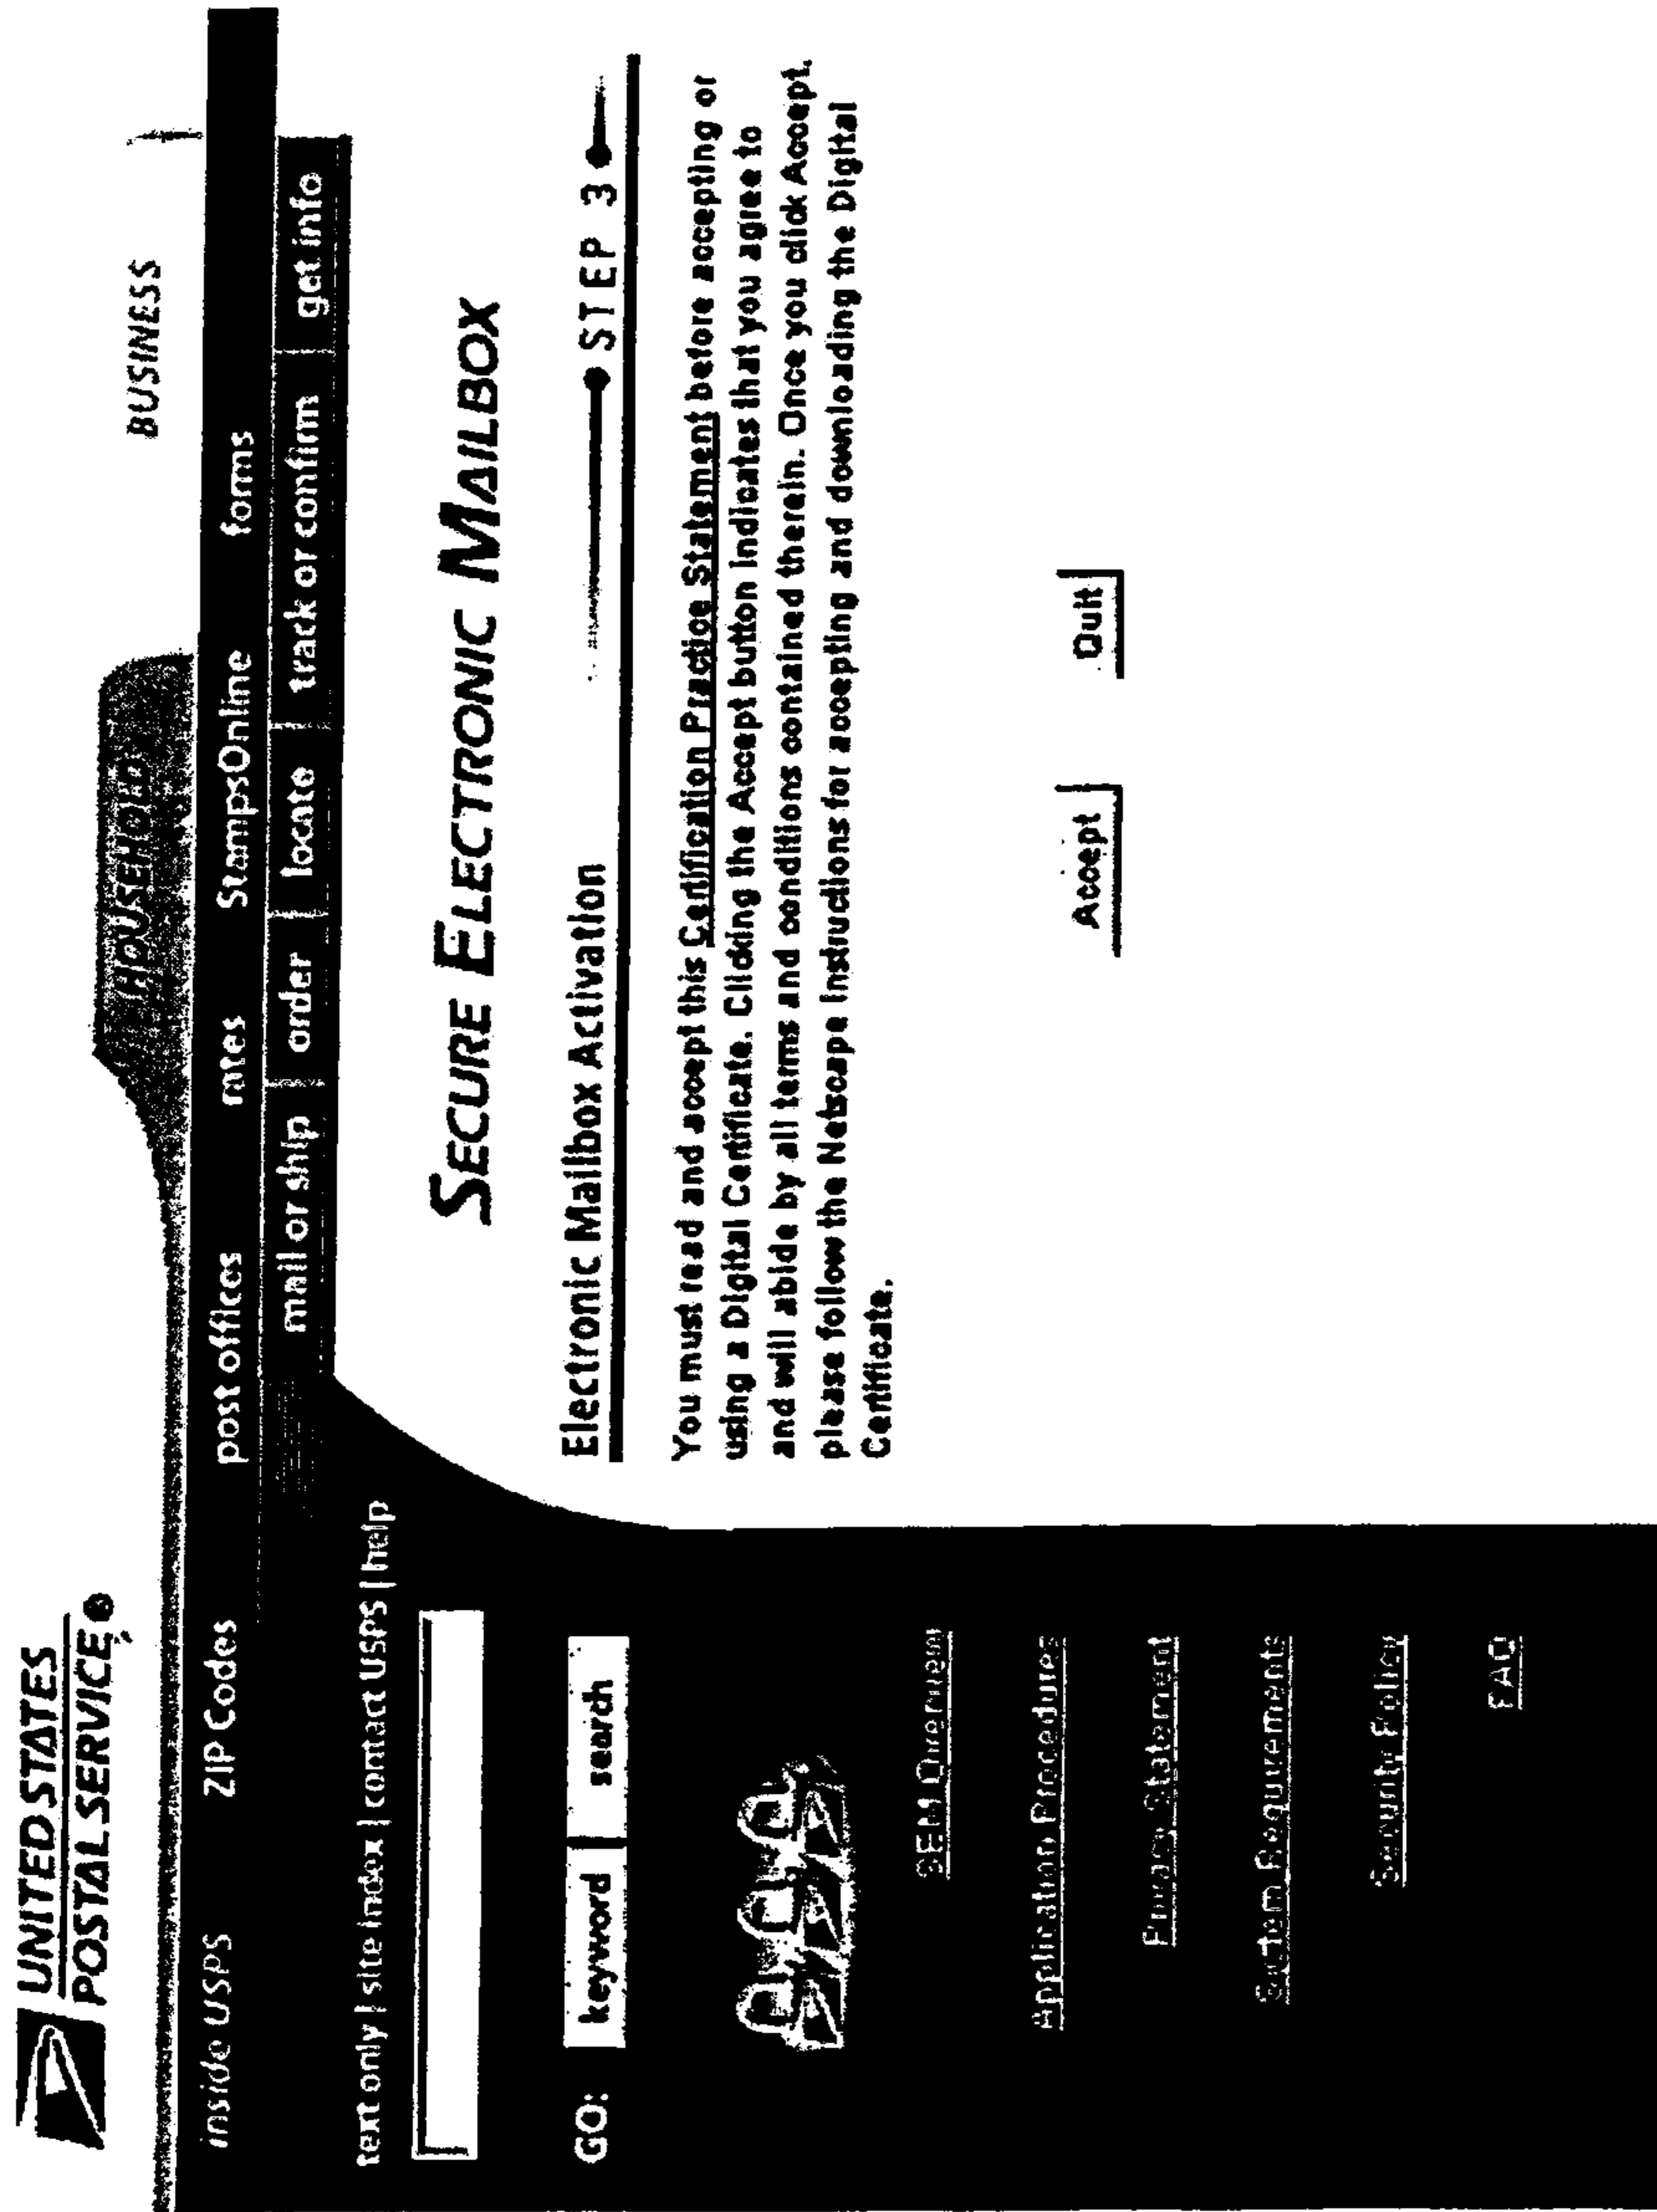 UNITED STATES
POSTAL SERVICE ®
HOUSEHOLD
BUSINESS
inside USPS ZIP Codes post offices rates StampsOnline forms
mail or ship | order | locate | track or confirm | get info
text only | site index | contact USPS | help
GO: keyword search
SECURE ELECTRONIC MAILBOX
Electronic Mailbox Activation STEP 3
You must read and accept this Certification Practice Statement before accepting or
using a Digital Certificate. Clicking the Accept button indicates that you agree to
and will abide by all terms and conditions contained therein. Once you click Accept,
please follow the Netscape instructions for accepting and downloading the Digital
Certificate.
Accept Quit
SEM Overview
Application Procedures
Privacy Statement
System Requirements
Security Policy
FAQ